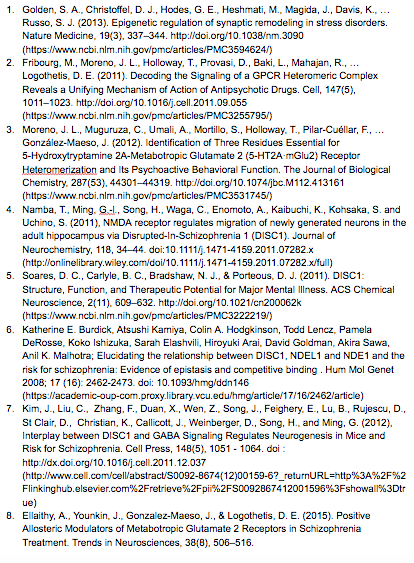 1. Golden, S. A., Christoffel, D. J., Hodes, G. E., Heshmati, M., Magida, J., Davis, K., …
Russo, S. J. (2013). Epigenetic regulation of synaptic remodeling in stress disorders.
Nature Medicine, 19(3), 337–344. http://doi.org/10.1038/nm.3090
(https://www.ncbi.nlm.nih.gov/pmc/articles/PMC3594624/)
2. Fribourg, M., Moreno, J. L., Holloway, T., Provasi, D., Baki, L., Mahajan, R., …
Logothetis, D. E. (2011). Decoding the Signaling of a GPCR Heteromeric Complex
Reveals a Unifying Mechanism of Action of Antipsychotic Drugs. Cell, 147(5),
1011–1023. http://doi.org/10.1016/j.cell.2011.09.055
(https://www.ncbi.nlm.nih.gov/pmc/articles/PMC3255795/)
3. Moreno, J. L., Muguruza, C., Umali, A., Mortillo, S., Holloway, T., Pilar-Cuéllar, F., …
González-Maeso, J. (2012). Identification of Three Residues Essential for
5-Hydroxytryptamine 2A-Metabotropic Glutamate 2 (5-HT2A·mGlu2) Receptor
Heteromerization and Its Psychoactive Behavioral Function. The Journal of Biological
Chemistry, 287(53), 44301–44319. http://doi.org/10.1074/jbc.M112.413161
(https://www.ncbi.nlm.nih.gov/pmc/articles/PMC3531745/)
4. Namba, T., Ming, G.-l., Song, H., Waga, C., Enomoto, A., Kaibuchi, K., Kohsaka, S. and
Uchino, S. (2011), NMDA receptor regulates migration of newly generated neurons in the
adult hippocampus via Disrupted-In-Schizophrenia 1 (DISC1). Journal of
Neurochemistry, 118, 34–44. doi:10.1111/j.1471-4159.2011.07282.x
(http://onlinelibrary.wiley.com/doi/10.1111/j.1471-4159.2011.07282.x/full)
5. Soares, D. C., Carlyle, B. C., Bradshaw, N. J., & Porteous, D. J. (2011). DISC1:
Structure, Function, and Therapeutic Potential for Major Mental Illness. ACS Chemical
Neuroscience, 2(11), 609–632. http://doi.org/10.1021/cn200062k
(https://www.ncbi.nlm.nih.gov/pmc/articles/PMC3222219/)
6. Katherine E. Burdick, Atsushi Kamiya, Colin A. Hodgkinson, Todd Lencz, Pamela
DeRosse, Koko Ishizuka, Sarah Elashvili, Hiroyuki Arai, David Goldman, Akira Sawa,
Anil K. Malhotra; Elucidating the relationship between DISC1, NDEL1 and NDE1 and the
risk for schizophrenia: Evidence of epistasis and competitive binding . Hum Mol Genet
2008; 17 (16): 2462-2473. doi: 10.1093/hmg/ddn146
(https://academic-oup-com.proxy.library.vcu.edu/hmg/article/17/16/2462/article)
7. Kim, J., Liu, C., Zhang, F., Duan, X., Wen, Z., Song, J., Feighery, E., Lu, B., Rujescu, D.,
St Clair, D., Christian, K., Callicott, J., Weinberger, D., Song, H., and Ming, G. (2012),
Interplay between DISC1 and GABA Signaling Regulates Neurogenesis in Mice and
Risk for Schizophrenia. Cell Press, 148(5), 1051 - 1064. doi :
http://dx.doi.org/10.1016/j.cell.2011.12.037
(http://www.cell.com/cell/abstract/S0092-8674(12)00159-6?_returnURL=http%3A%2F%2
Flinkinghub.elsevier.com%2Fretrieve%2Fpii%2FS0092867412001596%3Fshowall%3Dtr
ue)
8. Ellaithy, A., Younkin, J., Gonzalez-Maeso, J., & Logothetis, D. E. (2015). Positive
Allosteric Modulators of Metabotropic Glutamate 2 Receptors in Schizophrenia
Treatment. Trends in Neurosciences, 38(8), 506–516.